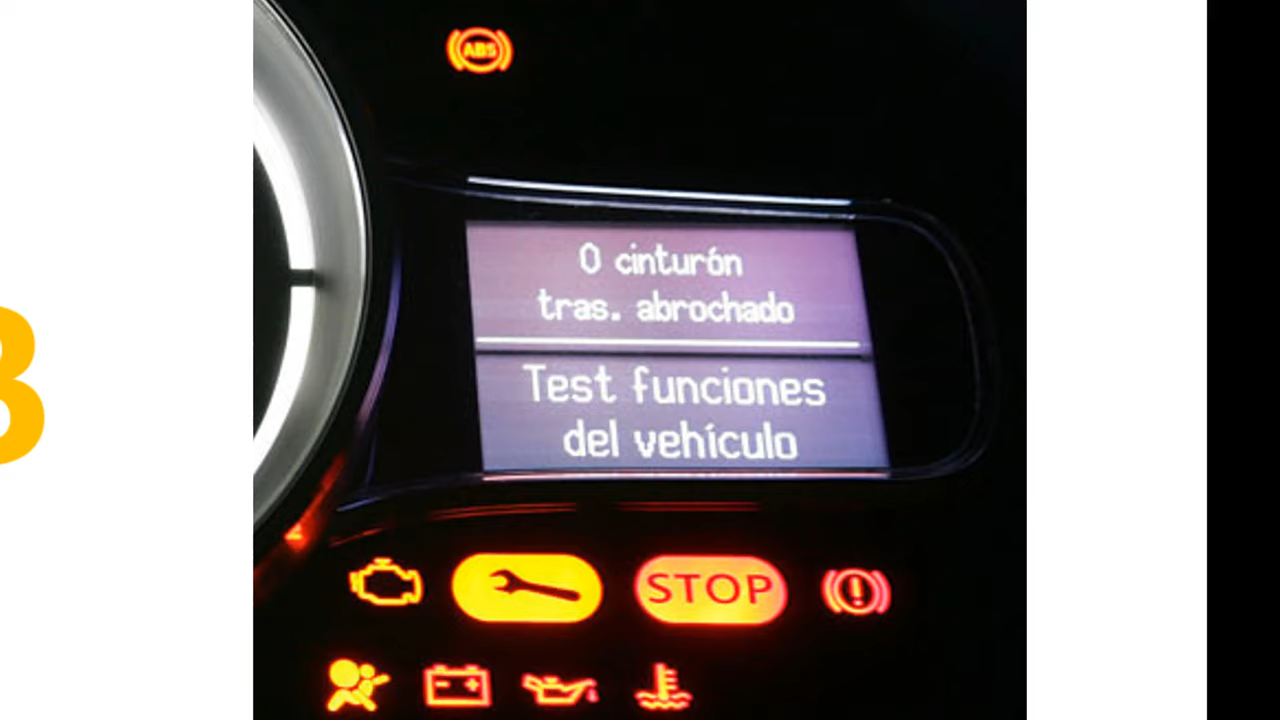 ABS
0 cinturón
tras. abrochado
Test funciones
del vehículo
STOP